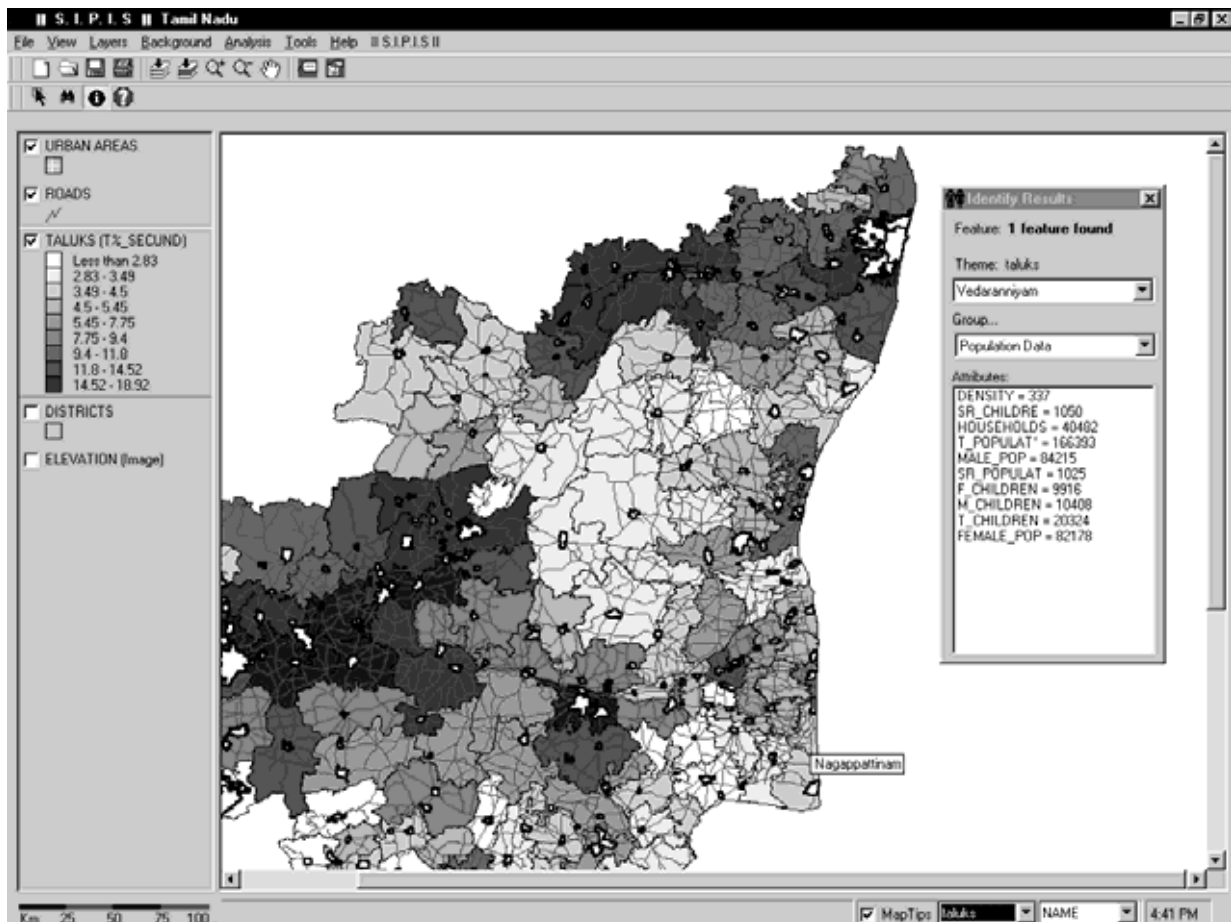 || S. I. P. I. S || Tamil Nadu
File View Layers Background Analysis Tools Help || S.I.P.I.S ||
URBAN AREAS
ROADS
TALUKS (T%_SECUND)
Less than 2.83
2.83 - 3.49
3.49 - 4.5
4.5 - 5.45
5.45 - 7.75
7.75 - 9.4
9.4 - 11.8
11.8 - 14.52
14.52 - 18.92
DISTRICTS
ELEVATION (Image)
Nagappattinam
Identify Results
Feature: 1 feature found
Theme: taluks
Vedaranniyam
Group...
Population Data
Attributes:
DENSITY = 337
SR_CHILDRE = 1050
HOUSEHOLDS = 40482
T_POPULAT' = 166393
MALE_POP = 84215
SR_POPULAT = 1025
F_CHILDREN = 9916
M_CHILDREN = 10408
T_CHILDREN = 20324
FEMALE_POP = 82178
Km 25 50 75 100
MapTips taluks NAME 4:41 PM